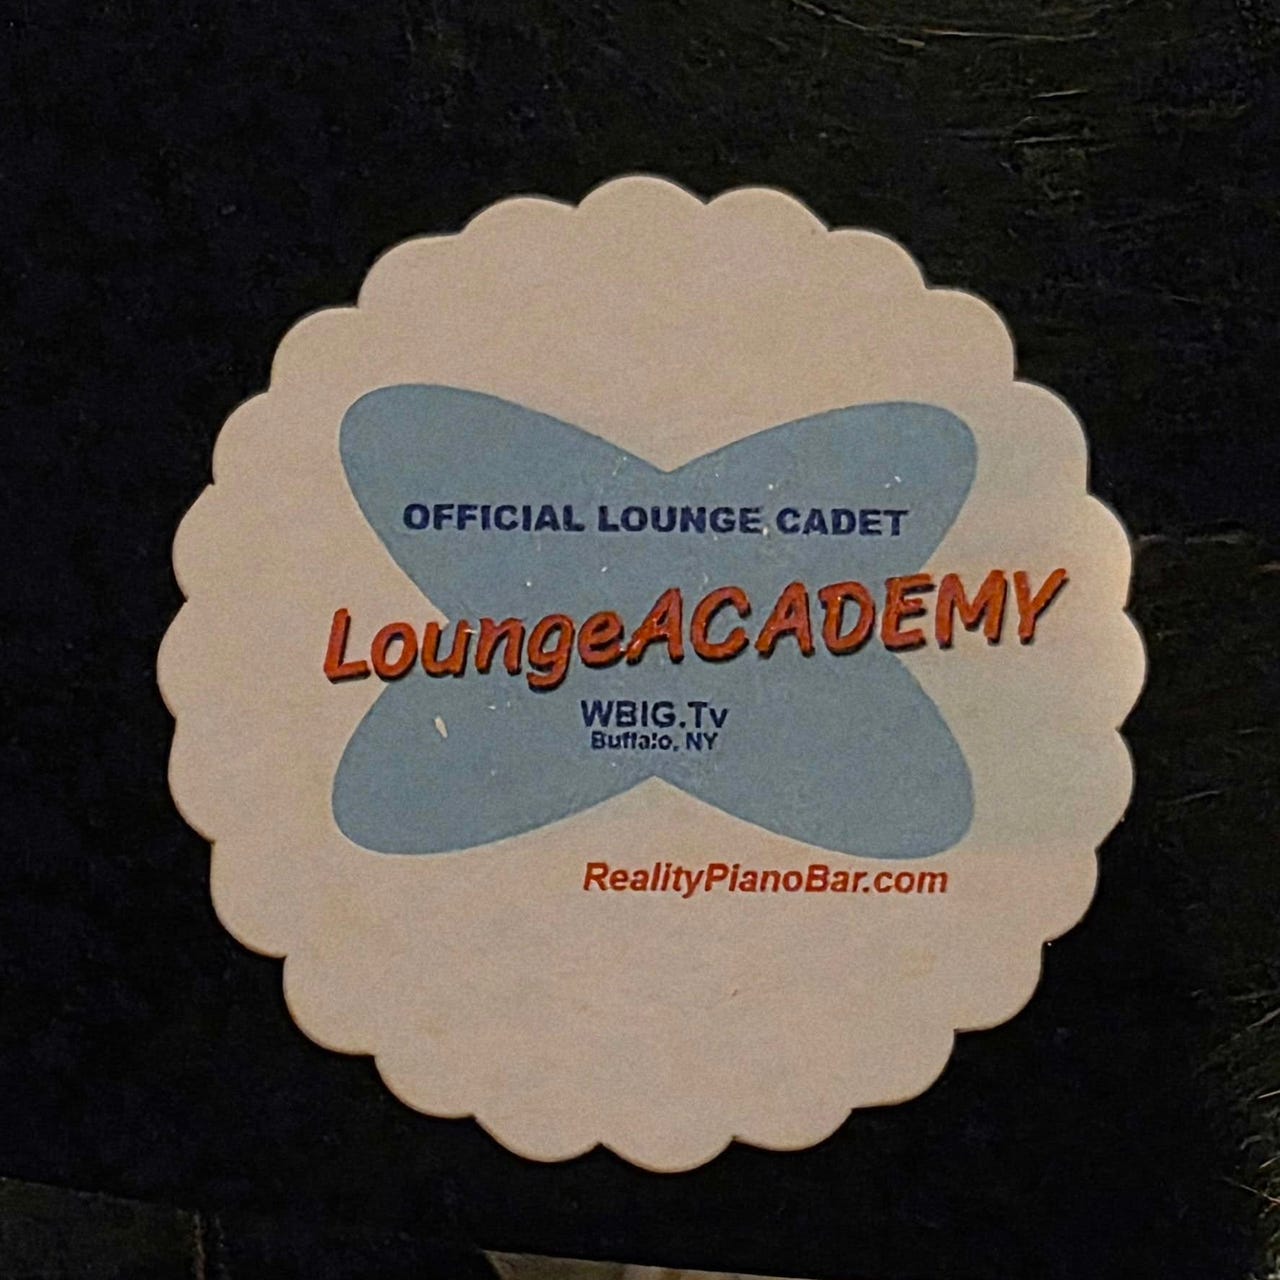 OFFICIAL LOUNGE CADET
LoungeACADEMY
WBIG.Tv
Buffalo, NY
RealityPianoBar.com